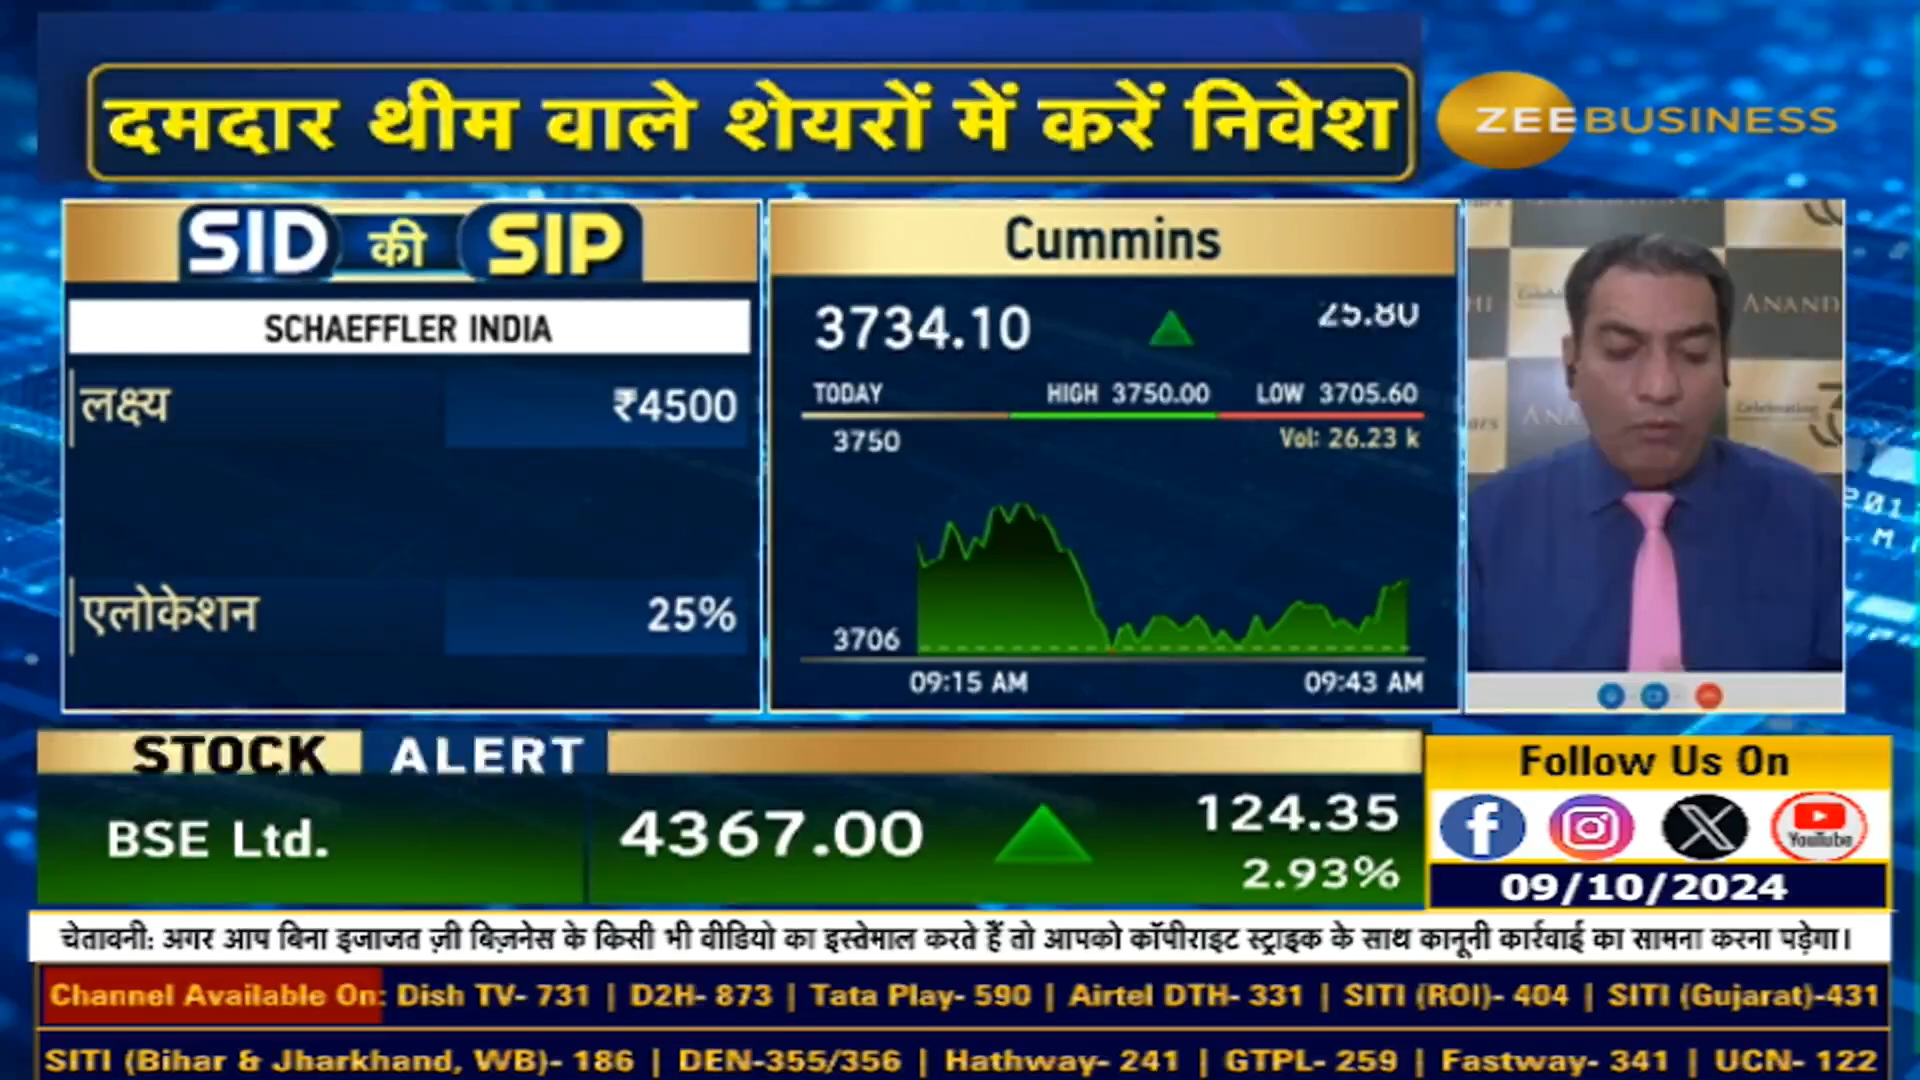 दमदार थीम वाले शेयरों में करें निवेश
ZEEBUSINESS
SID की SIP
SCHAEFFLER INDIA
लक्ष्य ₹4500
एलोकेशन 25%
Cummins
3734.10 25.80
TODAY HIGH 3750.00 LOW 3705.60
3750 Vol: 26.23 k
3706
09:15 AM 09:43 AM
ANAND
STOCK ALERT
BSE Ltd. 4367.00 124.35
2.93%
Follow Us On
YouTube
09/10/2024
चेतावनी: अगर आप बिना इजाजत ज़ी बिज़नेस के किसी भी वीडियो का इस्तेमाल करते हैं तो आपको कॉपीराइट स्ट्राइक के साथ कानूनी कार्रवाई का सामना करना पड़ेगा।
Channel Available On: Dish TV- 731 | D2H- 873 | Tata Play- 590 | Airtel DTH- 331 | SITI (ROI)- 404 | SITI (Gujarat)-431
SITI (Bihar & Jharkhand, WB)- 186 | DEN-355/356 | Hathway- 241 | GTPL- 259 | Fastway- 341 | UCN- 122